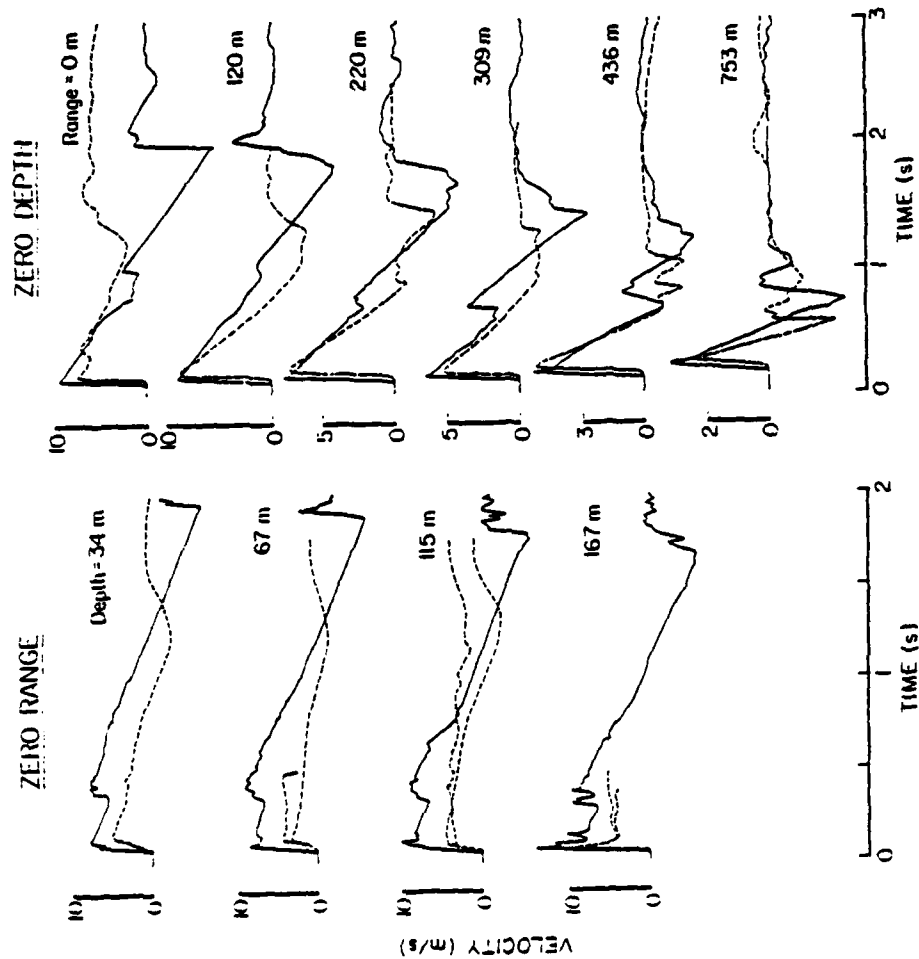 ZERO RANGE
VELOCITY (m/s)
10
0
Depth = 34 m
10
0
67 m
10
0
115 m
10
0
167 m
0
1
2
TIME (s)
ZERO DEPTH
10
0
Range = 0 m
10
0
120 m
5
0
220 m
5
0
309 m
3
0
436 m
2
0
753 m
0
1
2
3
TIME (s)